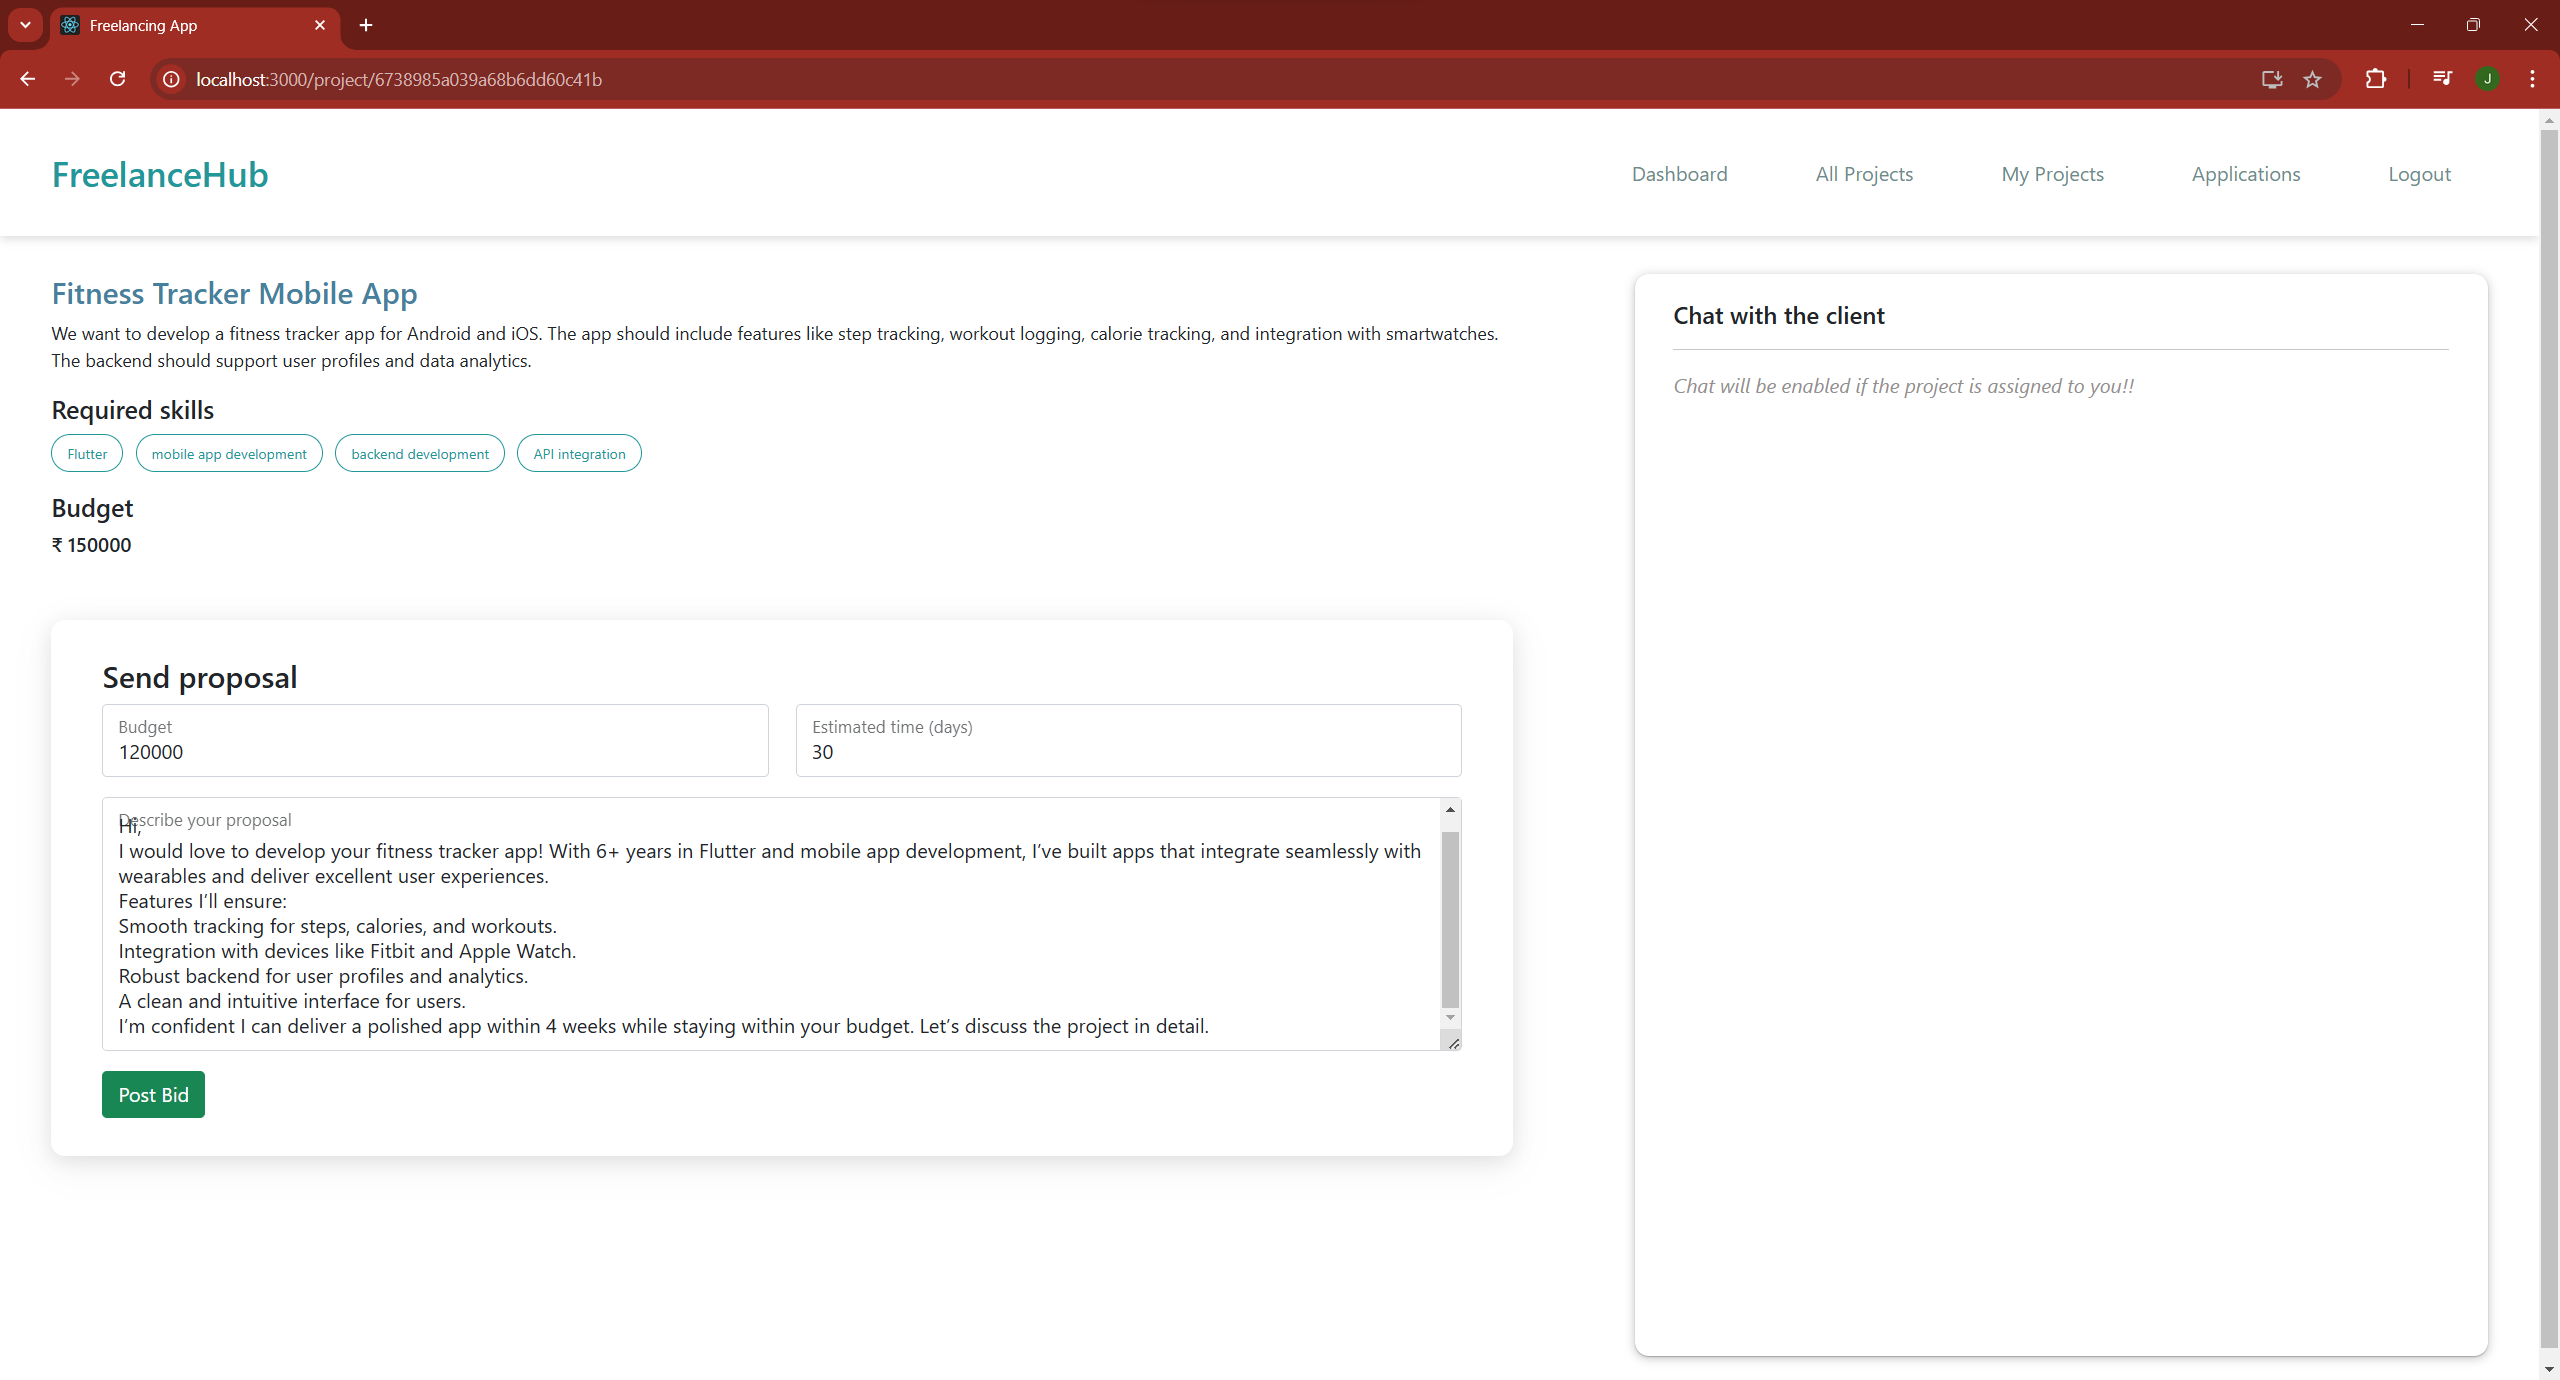 Freelancing App
localhost:3000/project/6738985a039a68b6dd60c41b
J
FreelanceHub
Dashboard
All Projects
My Projects
Applications
Logout
Fitness Tracker Mobile App
We want to develop a fitness tracker app for Android and iOS. The app should include features like step tracking, workout logging, calorie tracking, and integration with smartwatches.
The backend should support user profiles and data analytics.
Required skills
Flutter
mobile app development
backend development
API integration
Budget
₹ 150000
Send proposal
Budget
120000
Estimated time (days)
30
Describe your proposal
Hi,
I would love to develop your fitness tracker app! With 6+ years in Flutter and mobile app development, I’ve built apps that integrate seamlessly with
wearables and deliver excellent user experiences.
Features I’ll ensure:
Smooth tracking for steps, calories, and workouts.
Integration with devices like Fitbit and Apple Watch.
Robust backend for user profiles and analytics.
A clean and intuitive interface for users.
I’m confident I can deliver a polished app within 4 weeks while staying within your budget. Let’s discuss the project in detail.
Post Bid
Chat with the client
Chat will be enabled if the project is assigned to you!!